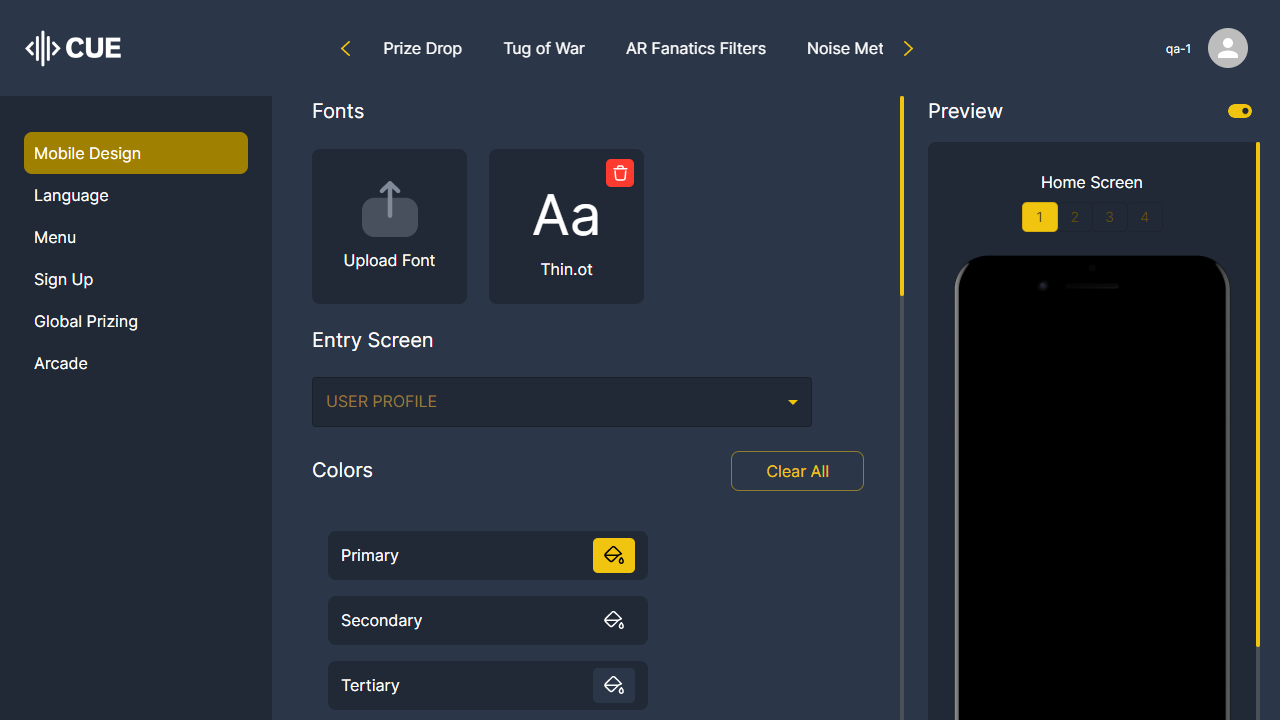 CUE
Prize Drop
Tug of War
AR Fanatics Filters
Noise Met
qa-1
Mobile Design
Language
Menu
Sign Up
Global Prizing
Arcade
Fonts
Upload Font
Aa
Thin.ot
Entry Screen
USER PROFILE
Colors
Clear All
Primary
Secondary
Tertiary
Preview
Home Screen
1 2 3 4